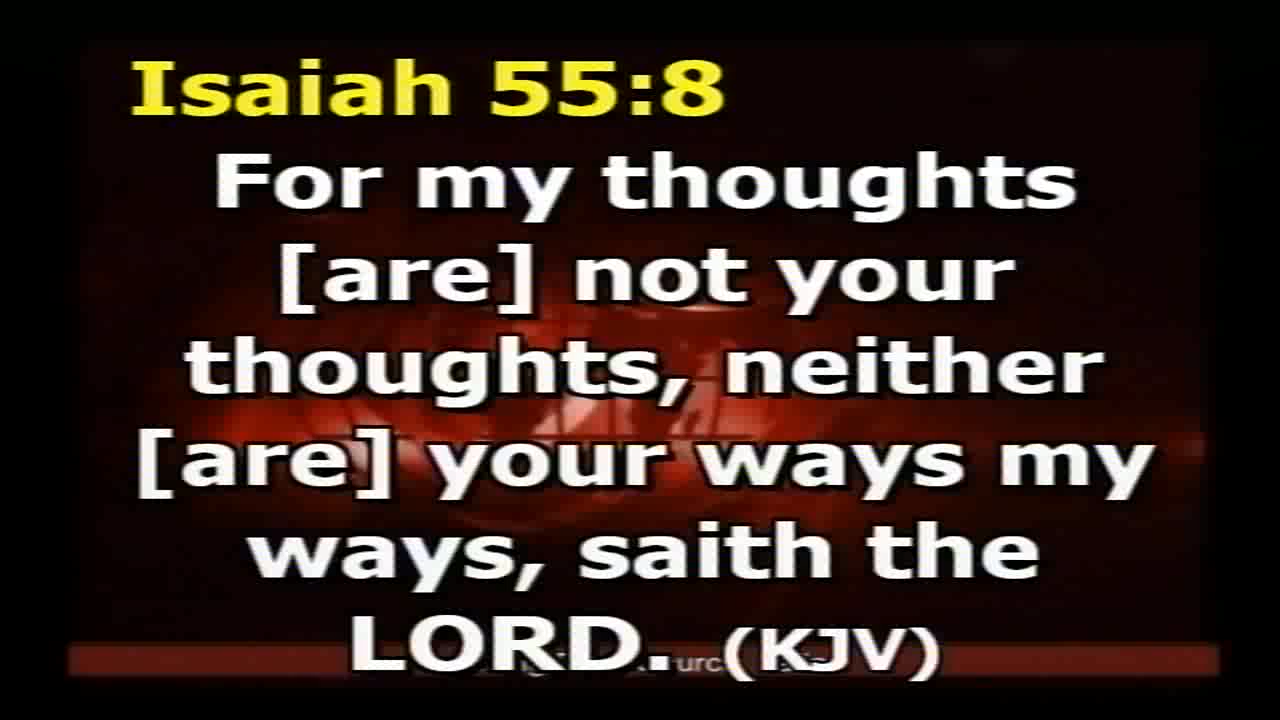 Isaiah 55:8
For my thoughts
[are] not your
thoughts, neither
[are] your ways my
ways, saith the
LORD. (KJV)